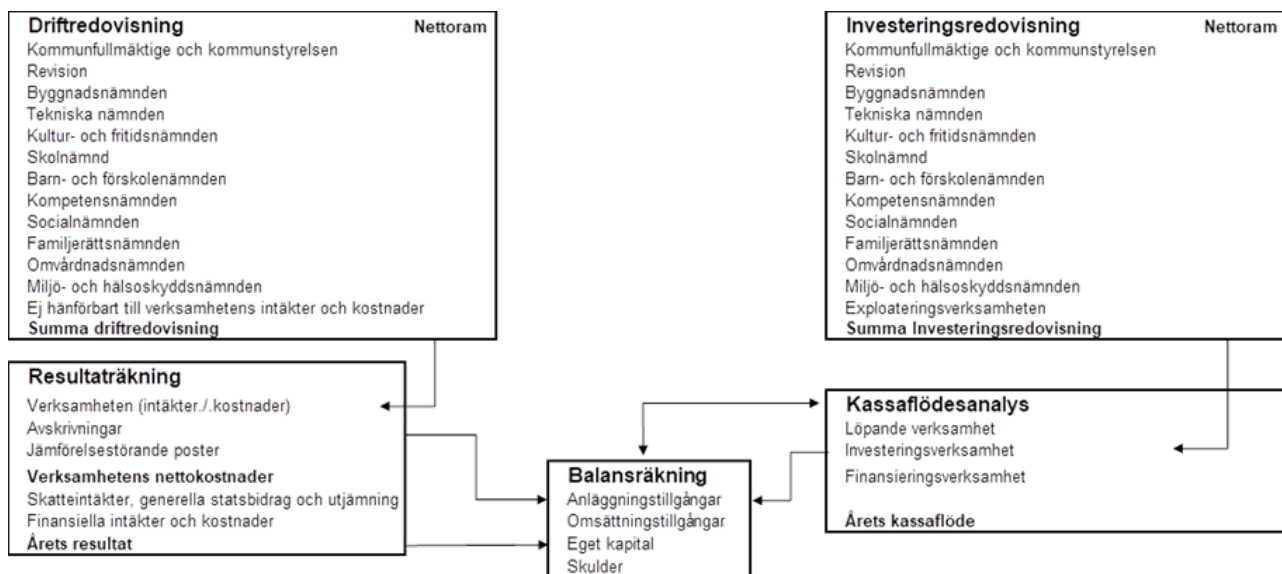 Driftredovisning Nettoram
Kommunfullmäktige och kommunstyrelsen
Revision
Byggnadsnämnden
Tekniska nämnden
Kultur- och fritidsnämnden
Skolnämnd
Barn- och förskolenämnden
Kompetensnämnden
Socialnämnden
Familjerättsnämnden
Omvårdnadsnämnden
Miljö- och hälsoskyddsnämnden
Ej hänförbart till verksamhetens intäkter och kostnader
Summa driftredovisning
Investeringsredovisning Nettoram
Kommunfullmäktige och kommunstyrelsen
Revision
Byggnadsnämnden
Tekniska nämnden
Kultur- och fritidsnämnden
Skolnämnd
Barn- och förskolenämnden
Kompetensnämnden
Socialnämnden
Familjerättsnämnden
Omvårdnadsnämnden
Miljö- och hälsoskyddsnämnden
Exploateringsverksamheten
Summa Investeringsredovisning
Resultaträkning
Verksamheten (intäkter./.kostnader)
Avskrivningar
Jämförelsestörande poster
Verksamhetens nettokostnader
Skatteintäkter, generella statsbidrag och utjämning
Finansiella intäkter och kostnader
Årets resultat
Balansräkning
Anläggningstillgångar
Omsättningstillgångar
Eget kapital
Skulder
Kassaflödesanalys
Löpande verksamhet
Investeringsverksamhet
Finansieringsverksamhet
Årets kassaflöde